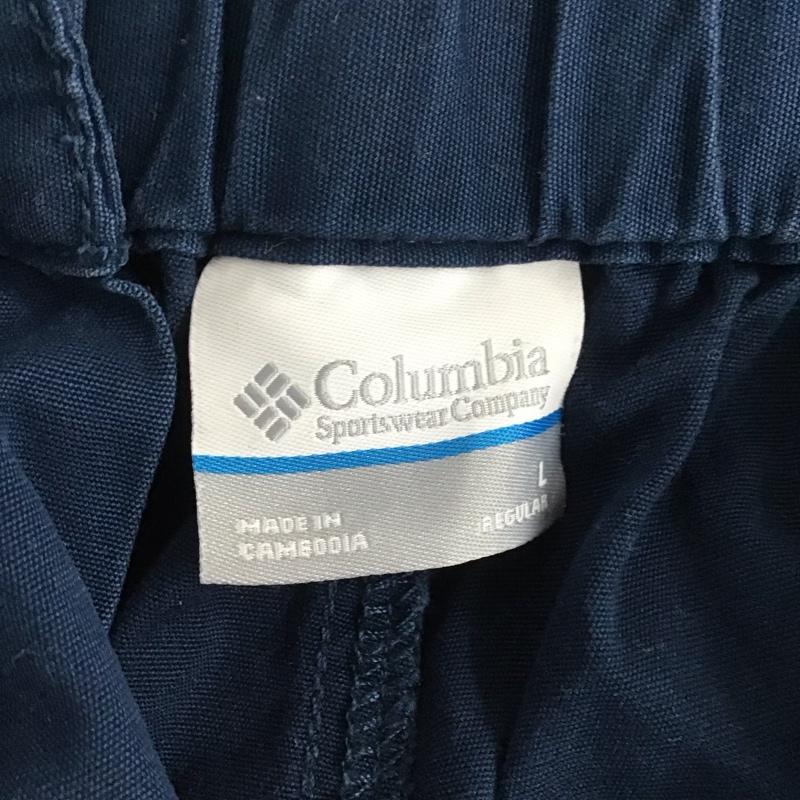 Columbia
Sportswear Company
L
REGULAR
MADE IN
CAMBODIA